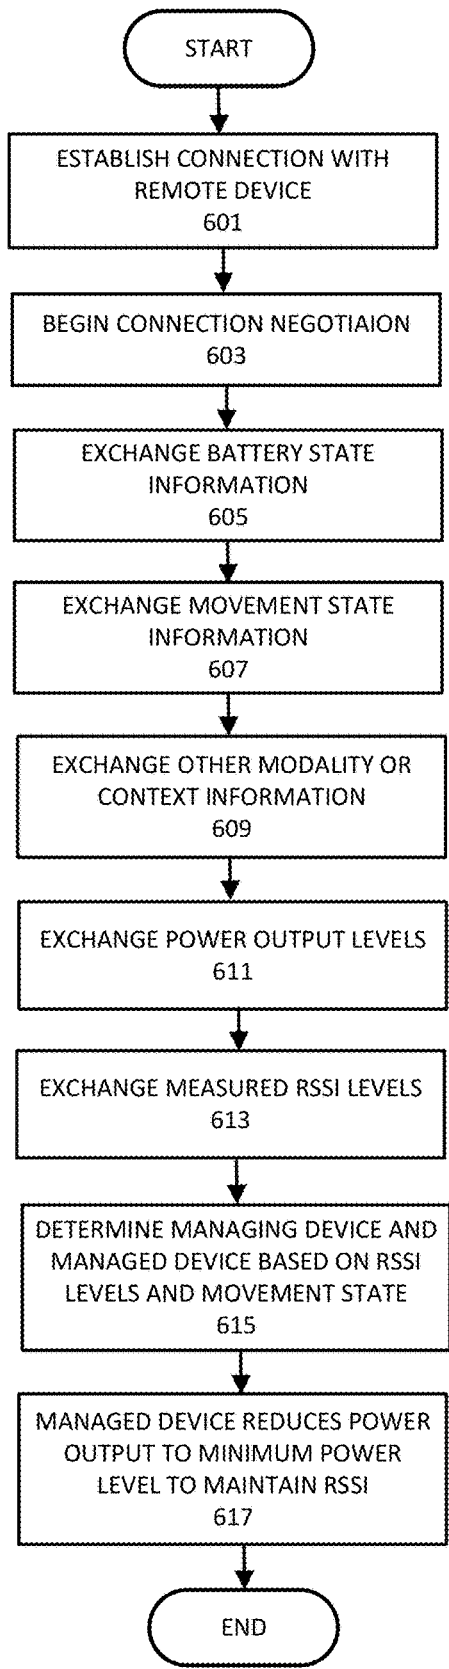 START
ESTABLISH CONNECTION WITH
REMOTE DEVICE
601
BEGIN CONNECTION NEGOTIAION
603
EXCHANGE BATTERY STATE
INFORMATION
605
EXCHANGE MOVEMENT STATE
INFORMATION
607
EXCHANGE OTHER MODALITY OR
CONTEXT INFORMATION
609
EXCHANGE POWER OUTPUT LEVELS
611
EXCHANGE MEASURED RSSI LEVELS
613
DETERMINE MANAGING DEVICE AND
MANAGED DEVICE BASED ON RSSI
LEVELS AND MOVEMENT STATE
615
MANAGED DEVICE REDUCES POWER
OUTPUT TO MINIMUM POWER
LEVEL TO MAINTAIN RSSI
617
END